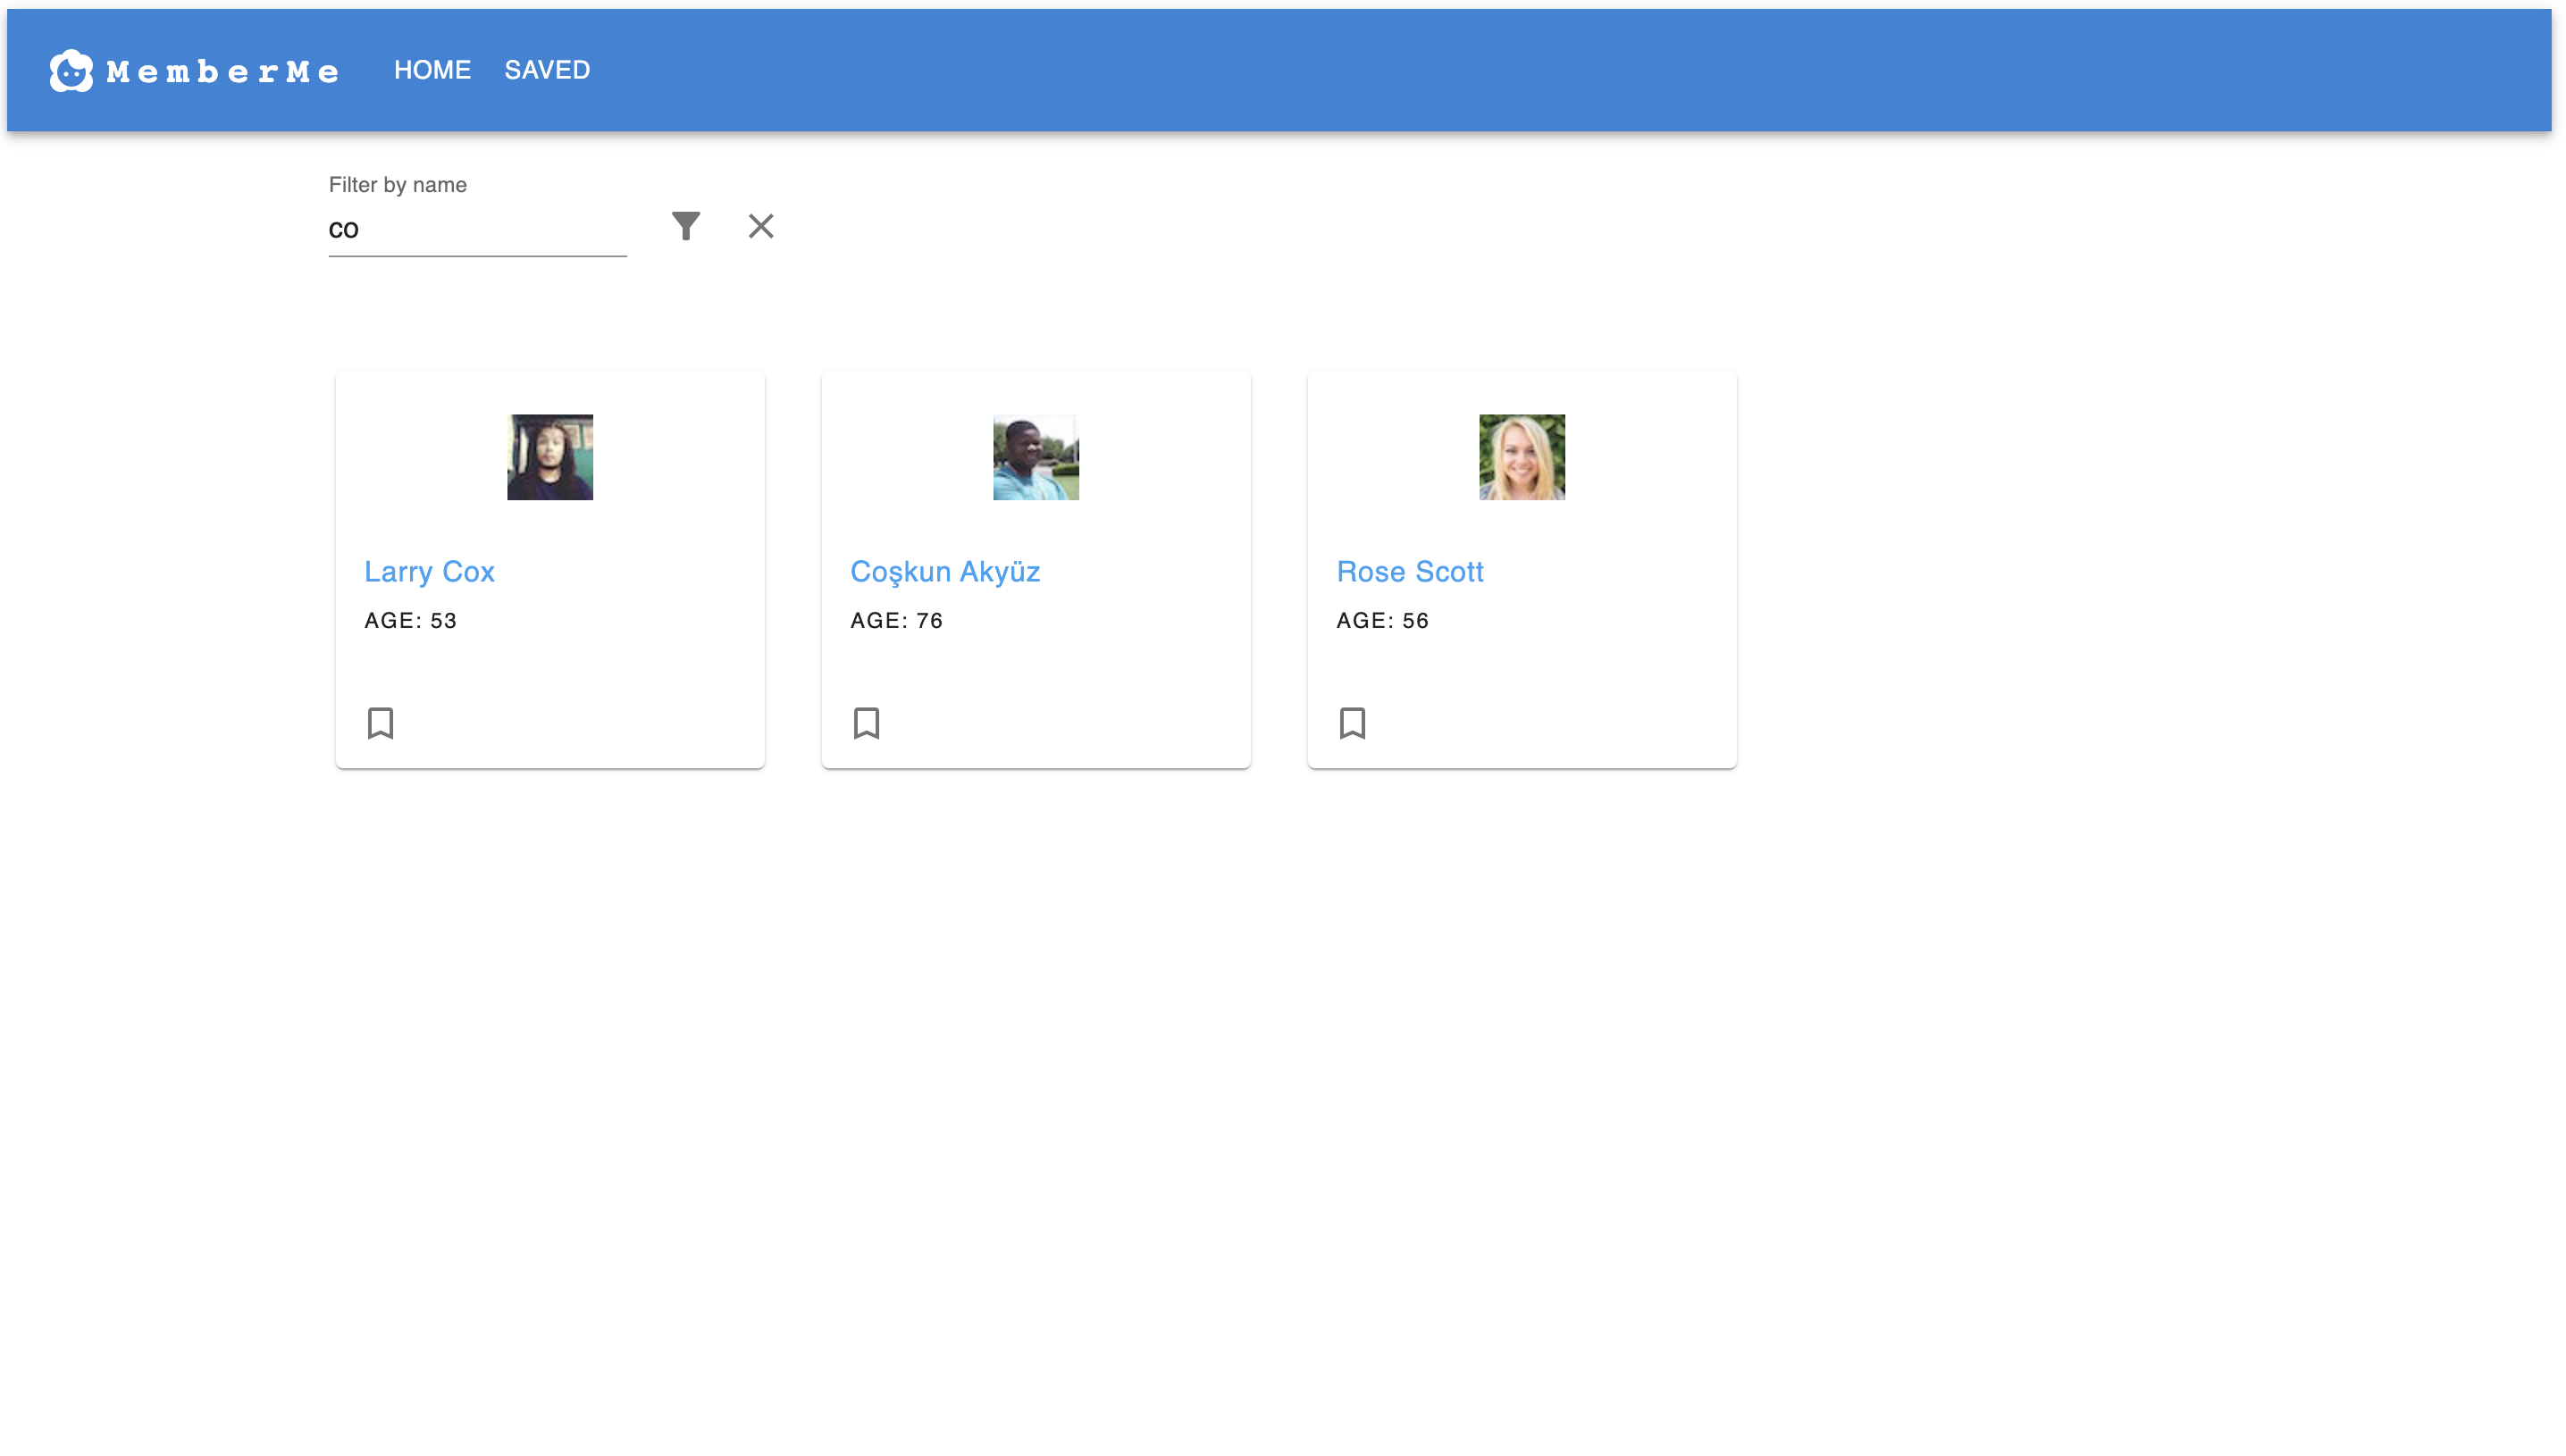 MemberMe HOME SAVED
Filter by name
co
Larry Cox
AGE: 53
Coşkun Akyüz
AGE: 76
Rose Scott
AGE: 56